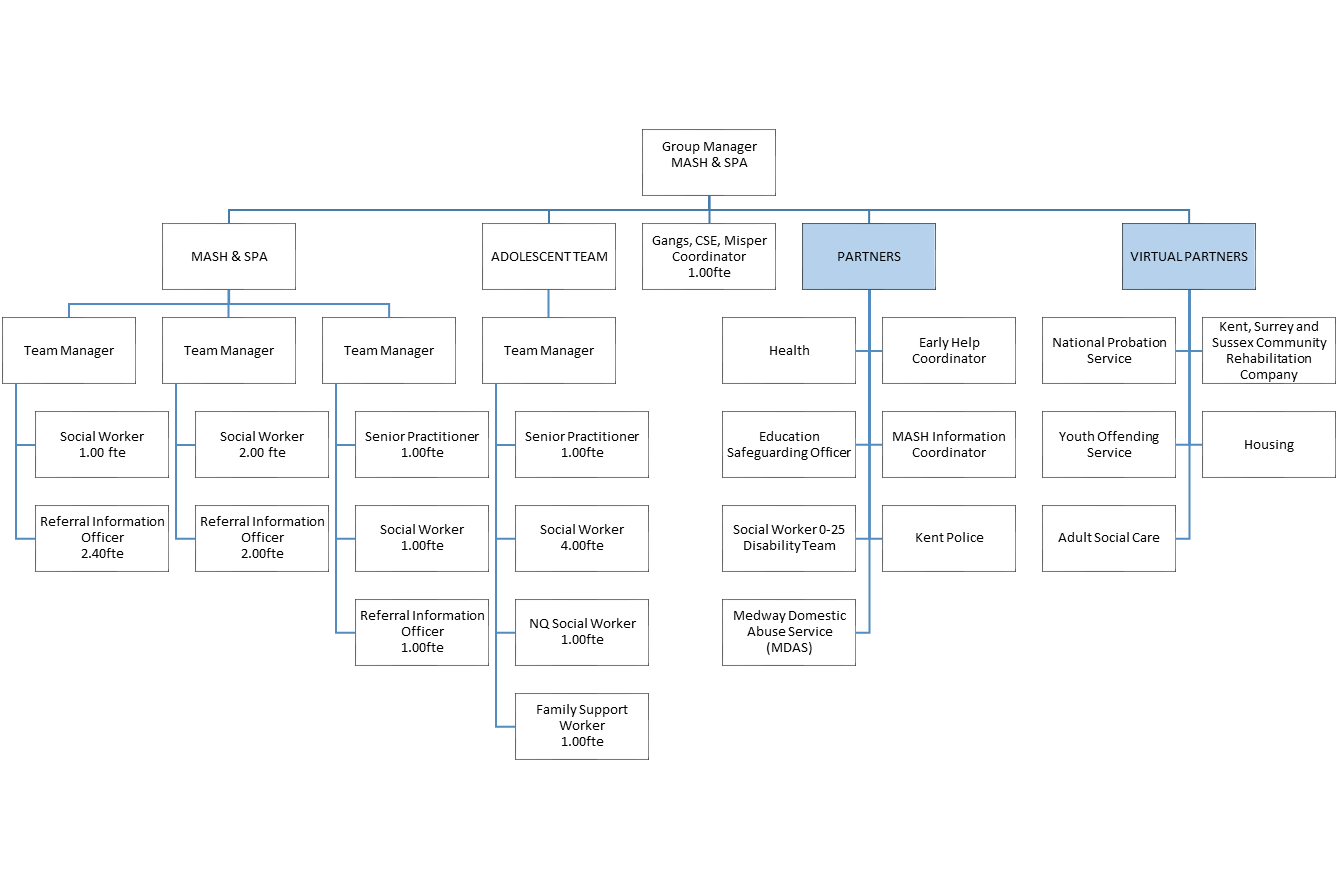 Group Manager
MASH & SPA
MASH & SPA
ADOLESCENT TEAM
Gangs, CSE, Misper
Coordinator
1.00fte
PARTNERS
VIRTUAL PARTNERS
Team Manager
Team Manager
Team Manager
Team Manager
Health
Early Help
Coordinator
National Probation
Service
Kent, Surrey and
Sussex Community
Rehabilitation
Company
Social Worker
1.00 fte
Social Worker
2.00 fte
Senior Practitioner
1.00fte
Senior Practitioner
1.00fte
Education
Safeguarding Officer
MASH Information
Coordinator
Youth Offending
Service
Housing
Referral Information
Officer
2.40fte
Referral Information
Officer
2.00fte
Social Worker
1.00fte
Social Worker
4.00fte
Social Worker 0-25
Disability Team
Kent Police
Adult Social Care
Referral Information
Officer
1.00fte
NQ Social Worker
1.00fte
Medway Domestic
Abuse Service
(MDAS)
Family Support
Worker
1.00fte